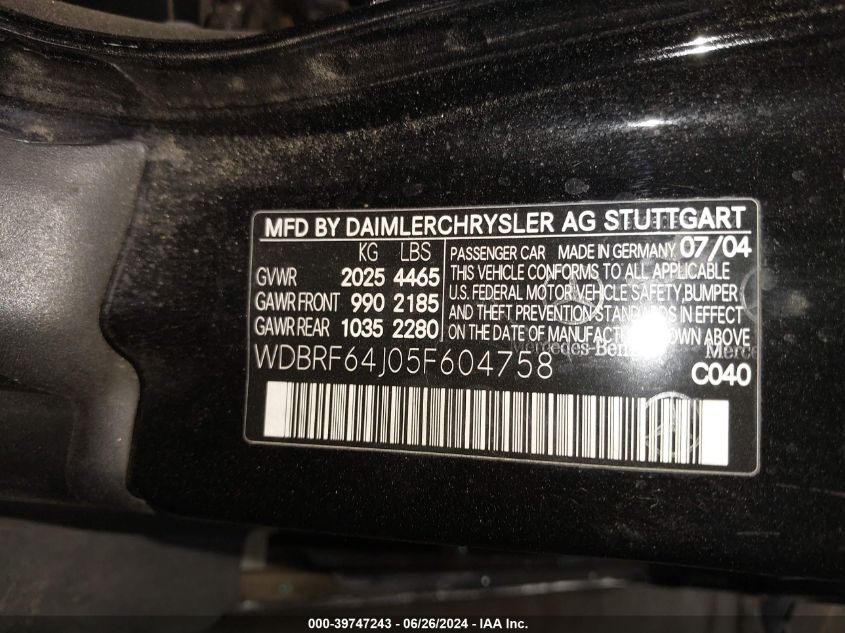 MFD BY DAIMLERCHRYSLER AG STUTTGART
KG LBS
GVWR 2025 4465
GAWR FRONT 990 2185
GAWR REAR 1035 2280
PASSENGER CAR MADE IN GERMANY 07/04
THIS VEHICLE CONFORMS TO ALL APPLICABLE
U.S. FEDERAL MOTOR VEHICLE SAFETY, BUMPER
AND THEFT PREVENTION STANDARDS IN EFFECT
ON THE DATE OF MANUFACTURE SHOWN ABOVE
Mercedes-Benz Merce
WDBRF64J05F604758
C040
000-39747243 - 06/26/2024 - IAA Inc.